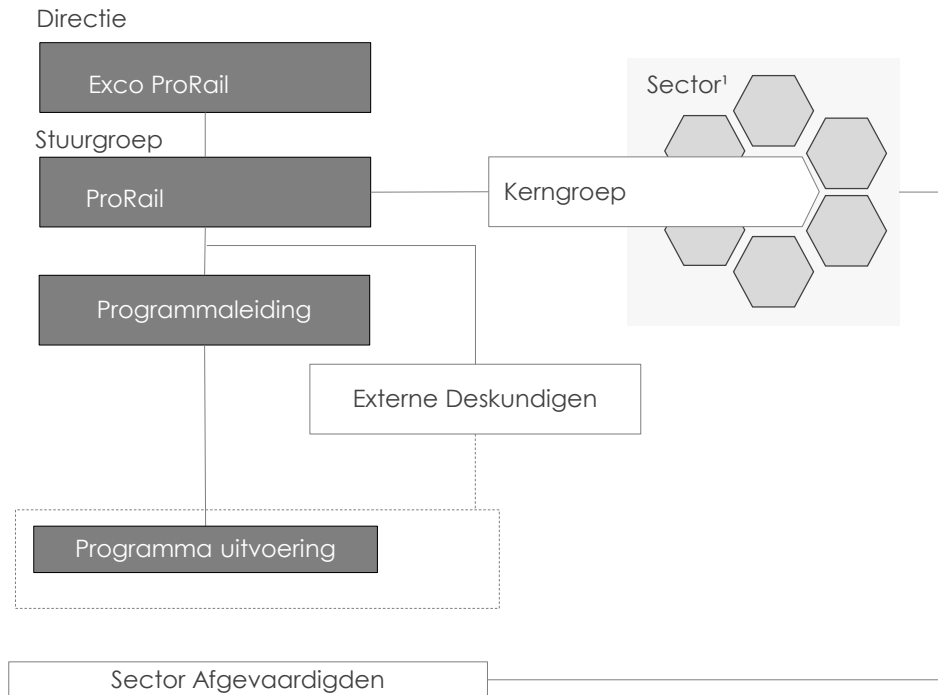 Directie
Exco ProRail
Sector¹
Stuurgroep
ProRail
Kerngroep
Programmaleiding
Externe Deskundigen
Programma uitvoering
Sector Afgevaardigden